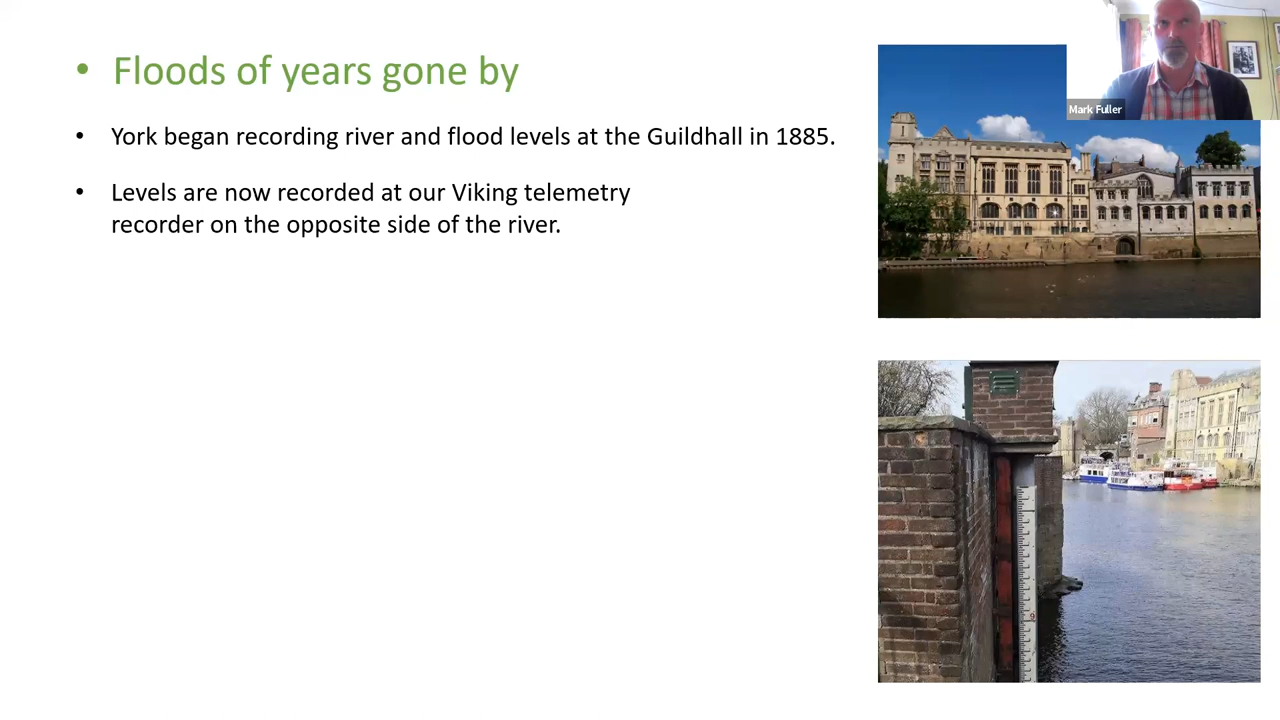 • Floods of years gone by
• York began recording river and flood levels at the Guildhall in 1885.
• Levels are now recorded at our Viking telemetry
recorder on the opposite side of the river.
Mark Fuller
9